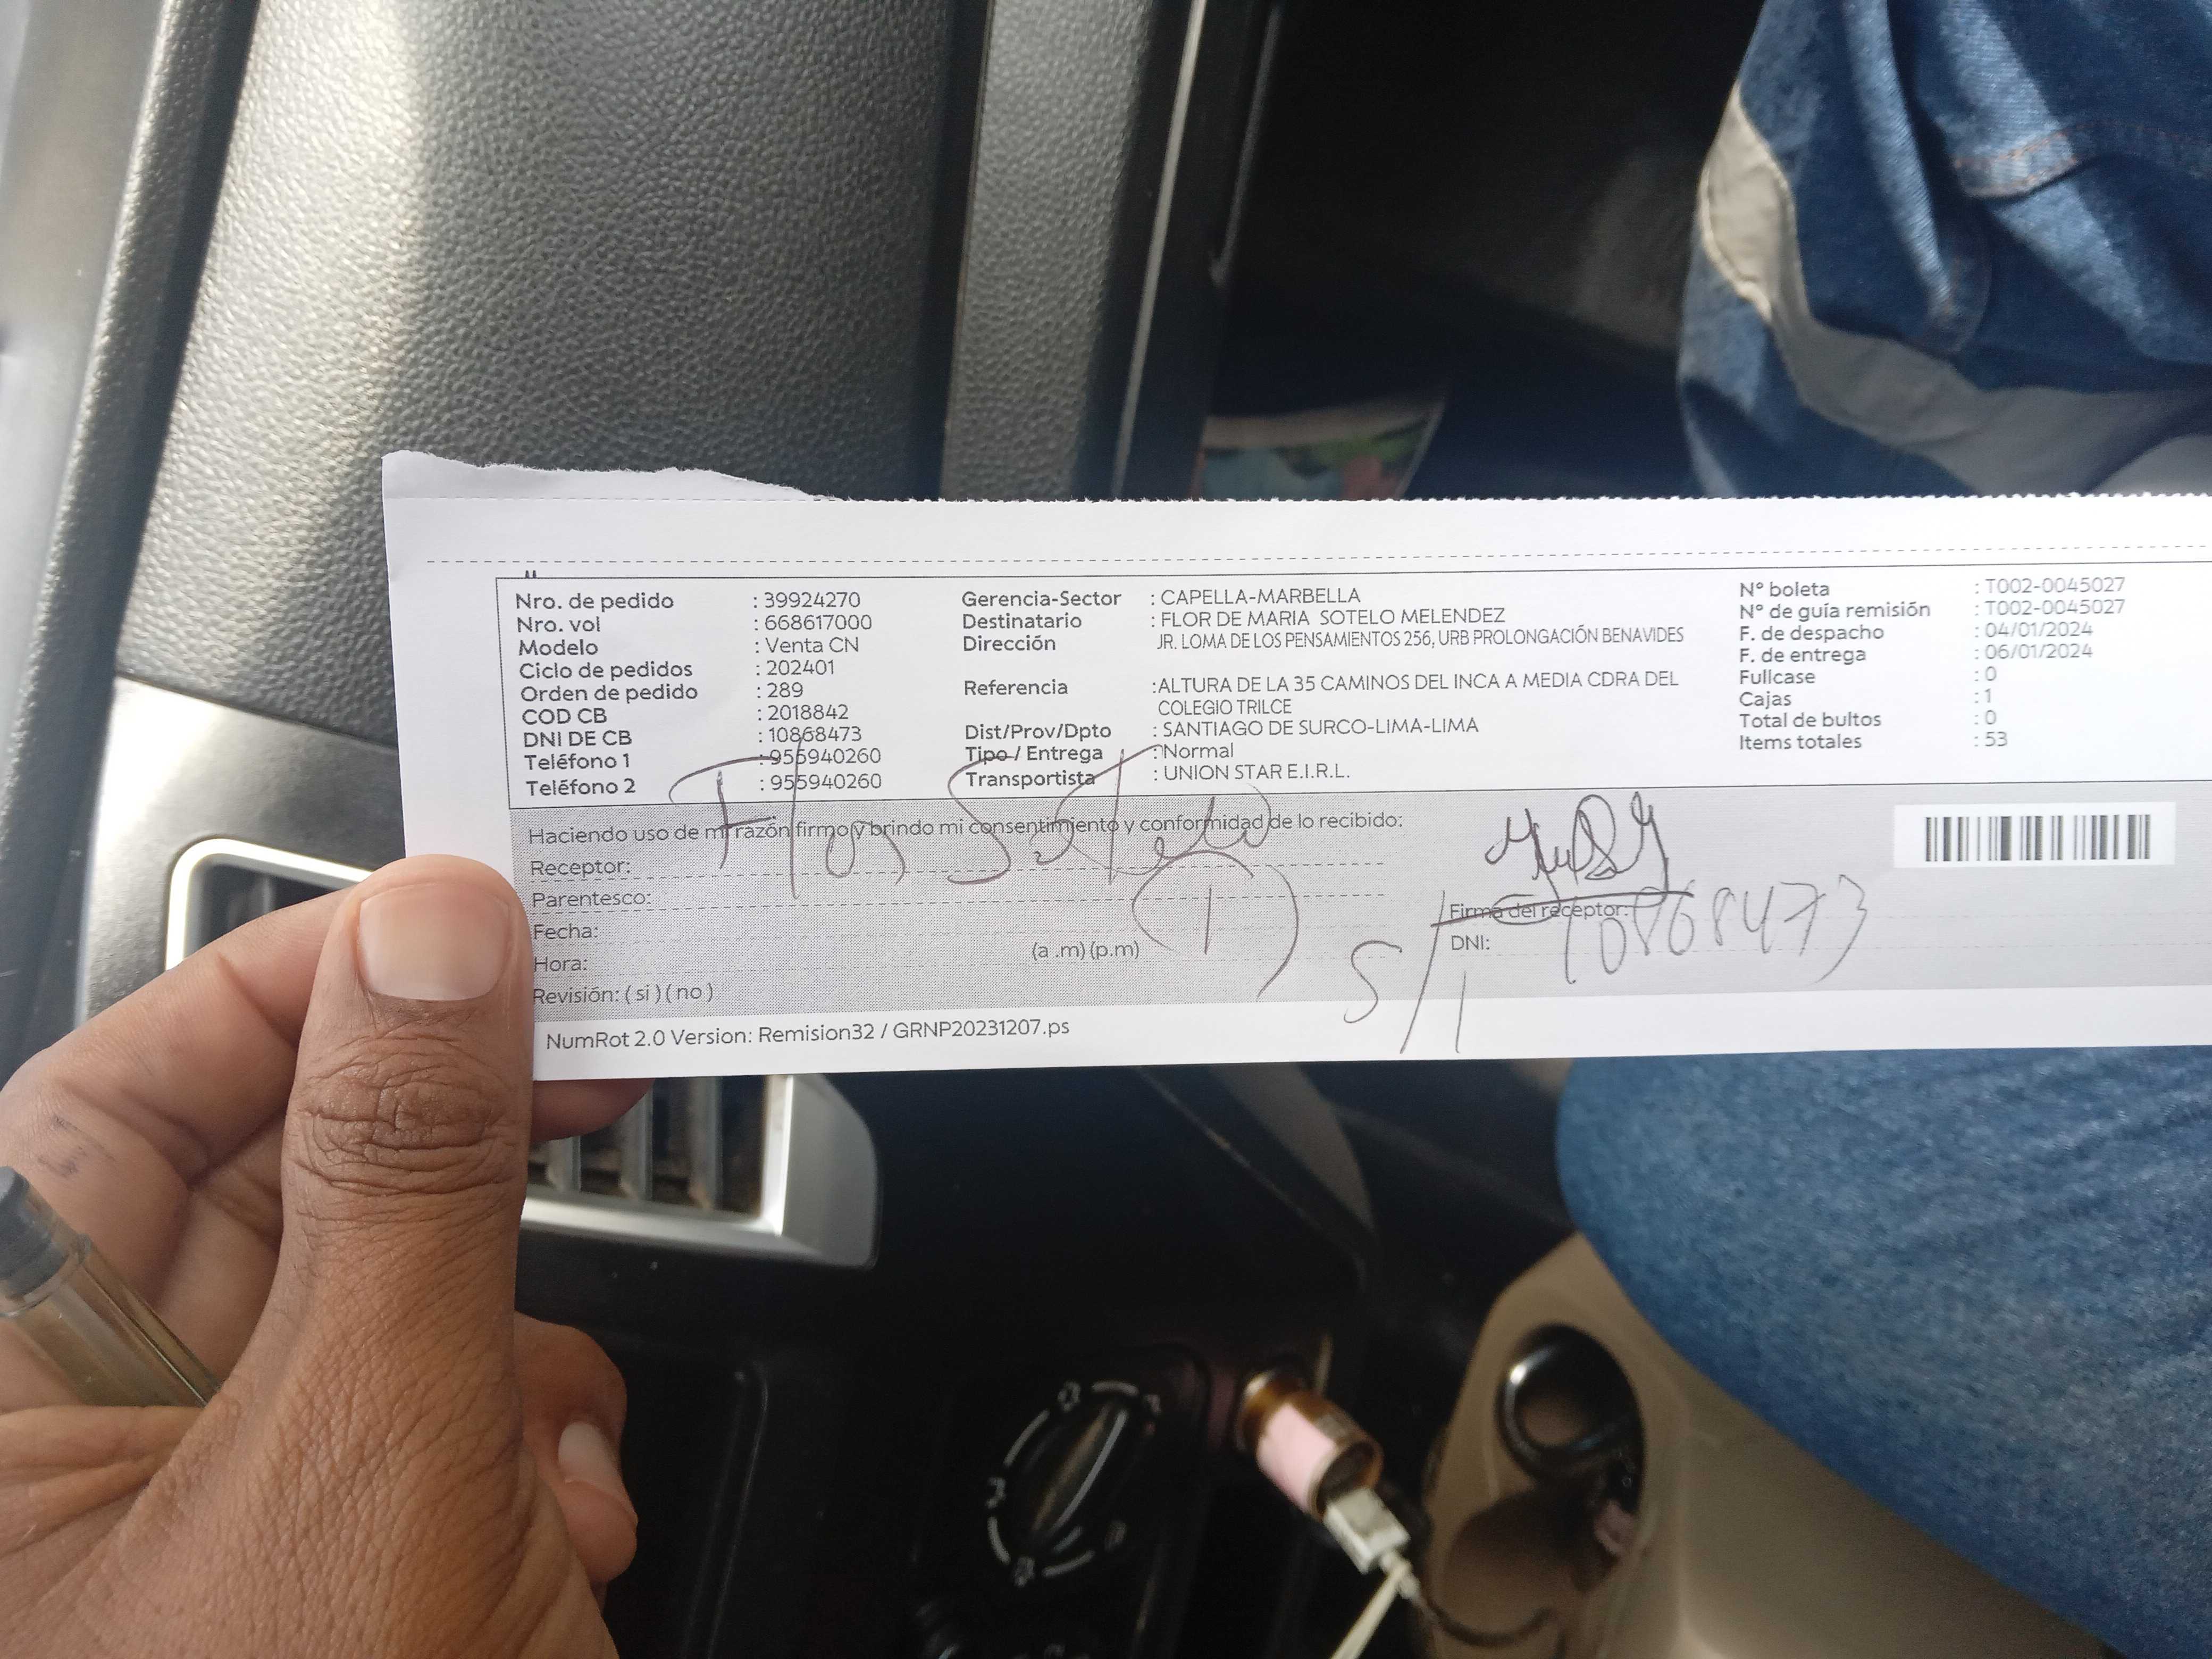 Nro. de pedido : 39924270
Nro. vol : 668617000
Modelo : Venta CN
Ciclo de pedidos : 202401
Orden de pedido : 289
COD CB : 2018842
DNI DE CB : 10868473
Teléfono 1 : 955940260
Teléfono 2 : 955940260
Gerencia-Sector : CAPELLA-MARBELLA
Destinatario : FLOR DE MARIA SOTELO MELENDEZ
Dirección JR. LOMA DE LOS PENSAMIENTOS 256, URB PROLONGACIÓN BENAVIDES
Referencia : ALTURA DE LA 35 CAMINOS DEL INCA A MEDIA CDRA DEL
COLEGIO TRILCE
Dist/Prov/Dpto : SANTIAGO DE SURCO-LIMA-LIMA
Tipo / Entrega : Normal
Transportista : UNION STAR E.I.R.L.
N° boleta : T002-0045027
N° de guía remisión : T002-0045027
F. de despacho : 04/01/2024
F. de entrega : 06/01/2024
Fullcase : 0
Cajas : 1
Total de bultos : 0
Items totales : 53
Haciendo uso de mi razón firmo y brindo mi consentimiento y conformidad de lo recibido:
Receptor: Flor Sotelo
Parentesco:
Fecha:
Hora: (a .m) (p.m)
Revisión: ( si ) ( no )
1
S/1
Firma del receptor:
DNI: 10868473
NumRot 2.0 Version: Remision32 / GRNP20231207.ps